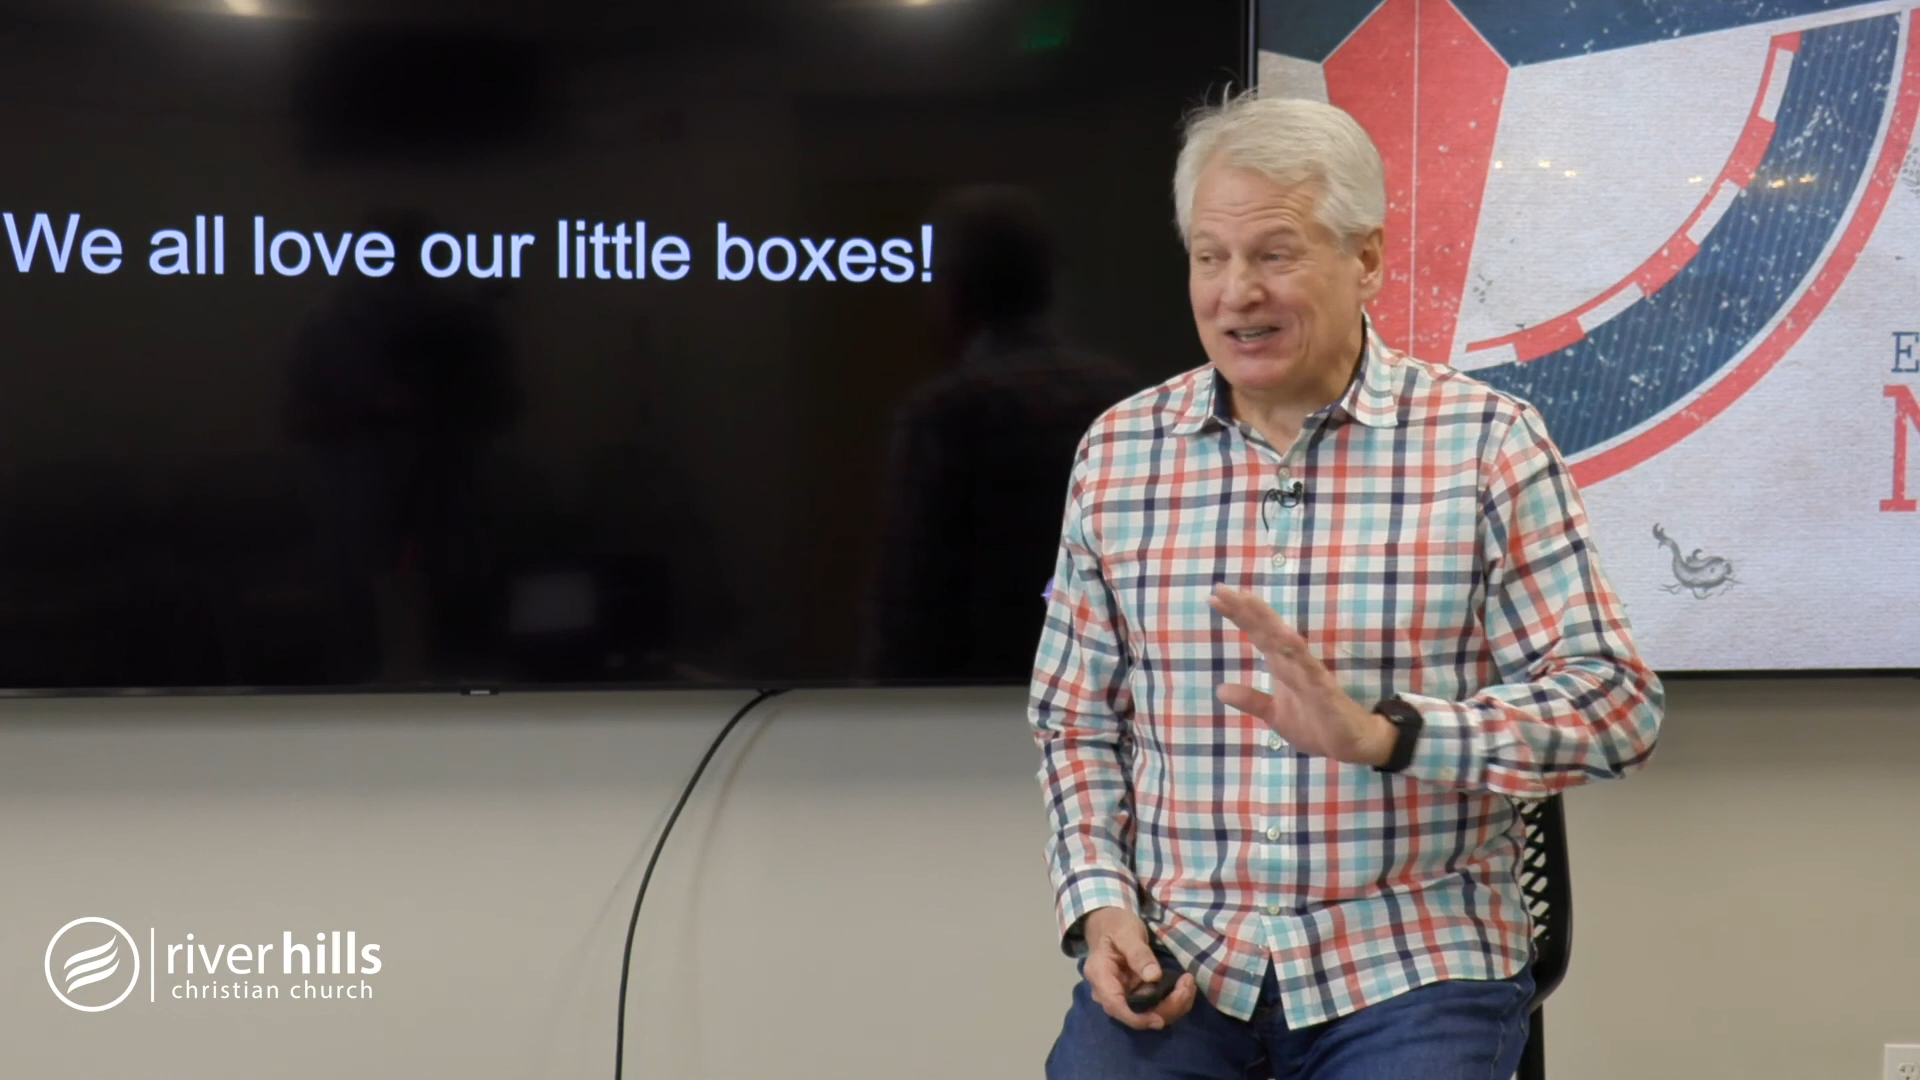 We all love our little boxes!
E
N
river hills
christian church